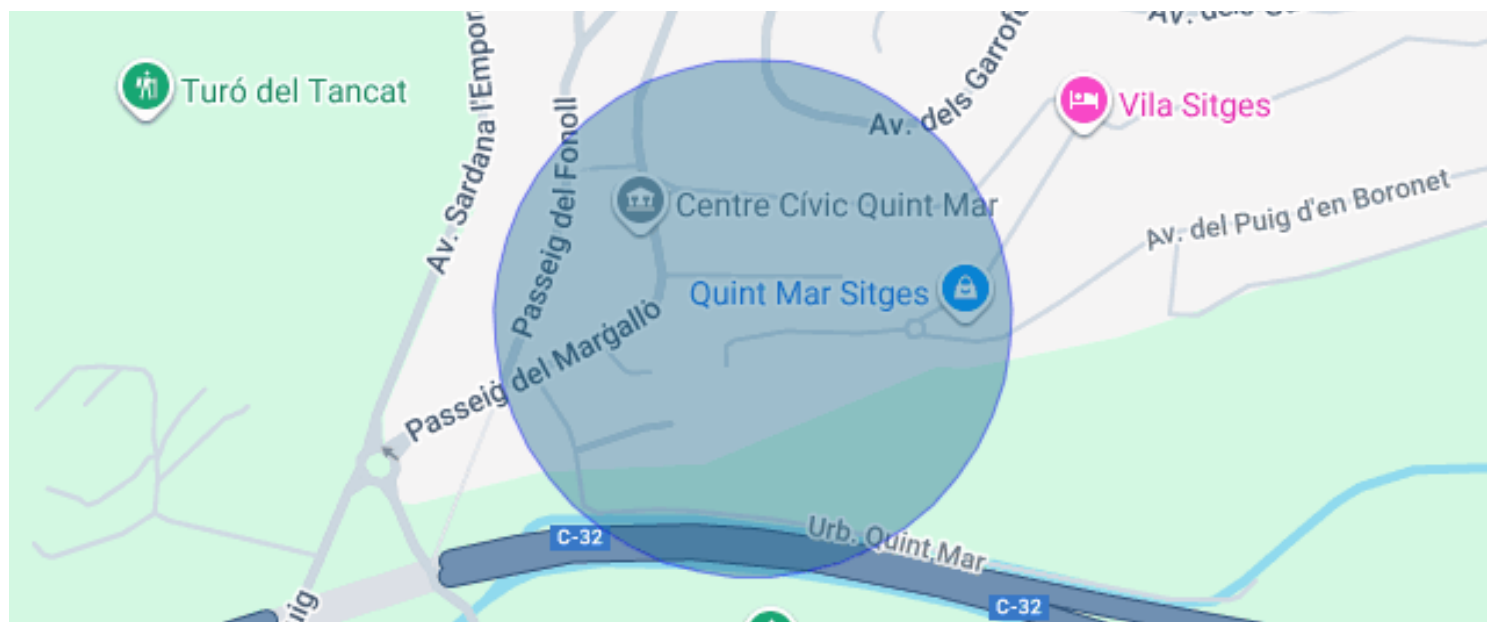 Turó del Tancat
Av. Sardana l'Empor
Passeig del Fonoll
Av. dels Garrofe
Vila Sitges
Centre Cívic Quint Mar
Av. del Puig d'en Boronet
Quint Mar Sitges
Passeig del Margalló
C-32
Urb. Quint Mar
C-32
uig